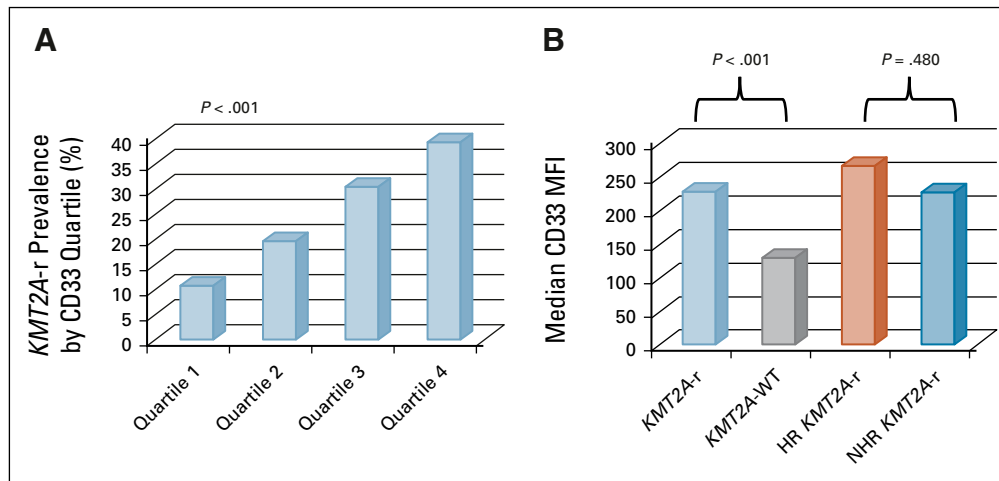 A
KMT2A-r Prevalence
by CD33 Quartile (%)
P < .001
40
35
30
25
20
15
10
5
0
Quartile 1
Quartile 2
Quartile 3
Quartile 4
B
Median CD33 MFI
P < .001
P = .480
300
250
200
150
100
50
0
KMT2A-r
KMT2A-WT
HR KMT2A-r
NHR KMT2A-r